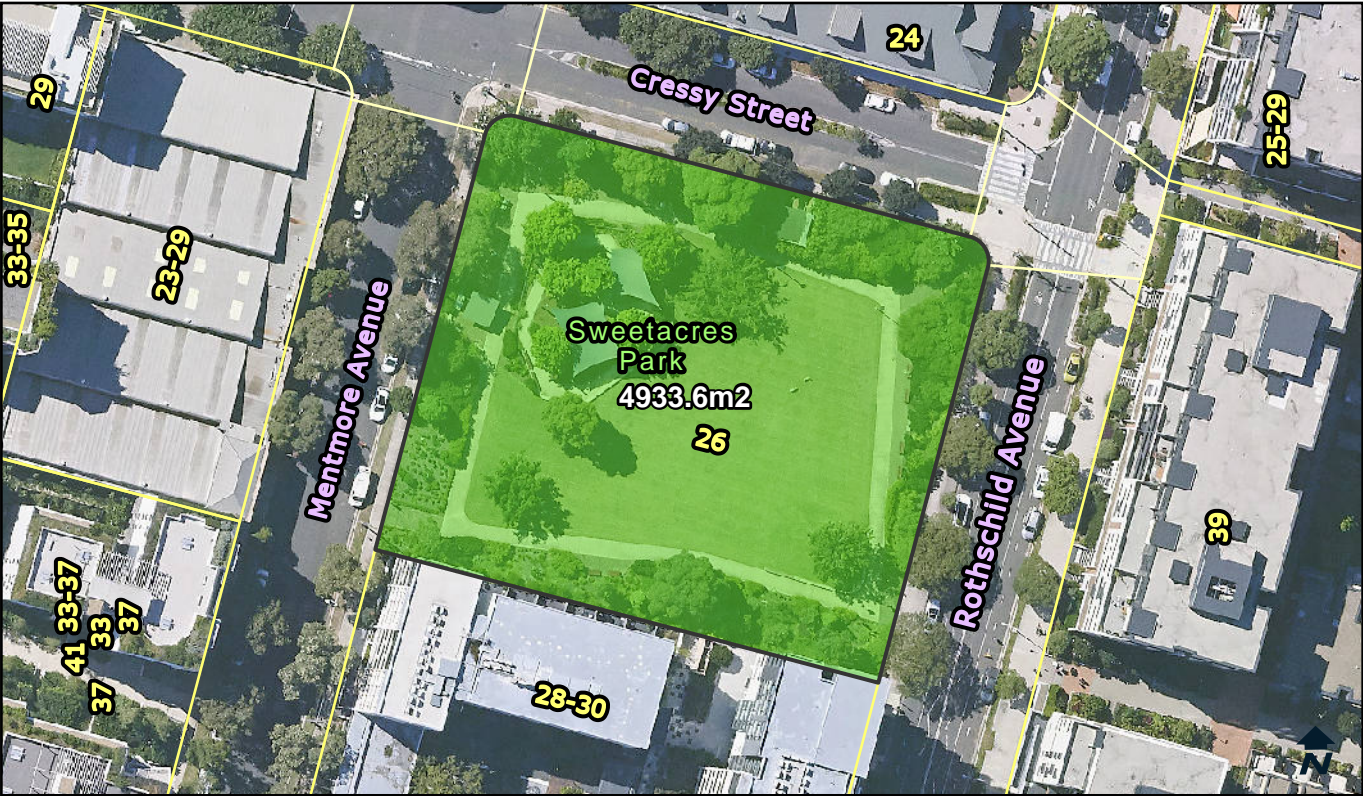 24
29
Cressy Street
25-29
33-35
23-29
Mentmore Avenue
Sweetacres
Park
4933.6m2
26
Rothschild Avenue
39
33-37
37
33
41
37
28-30
N